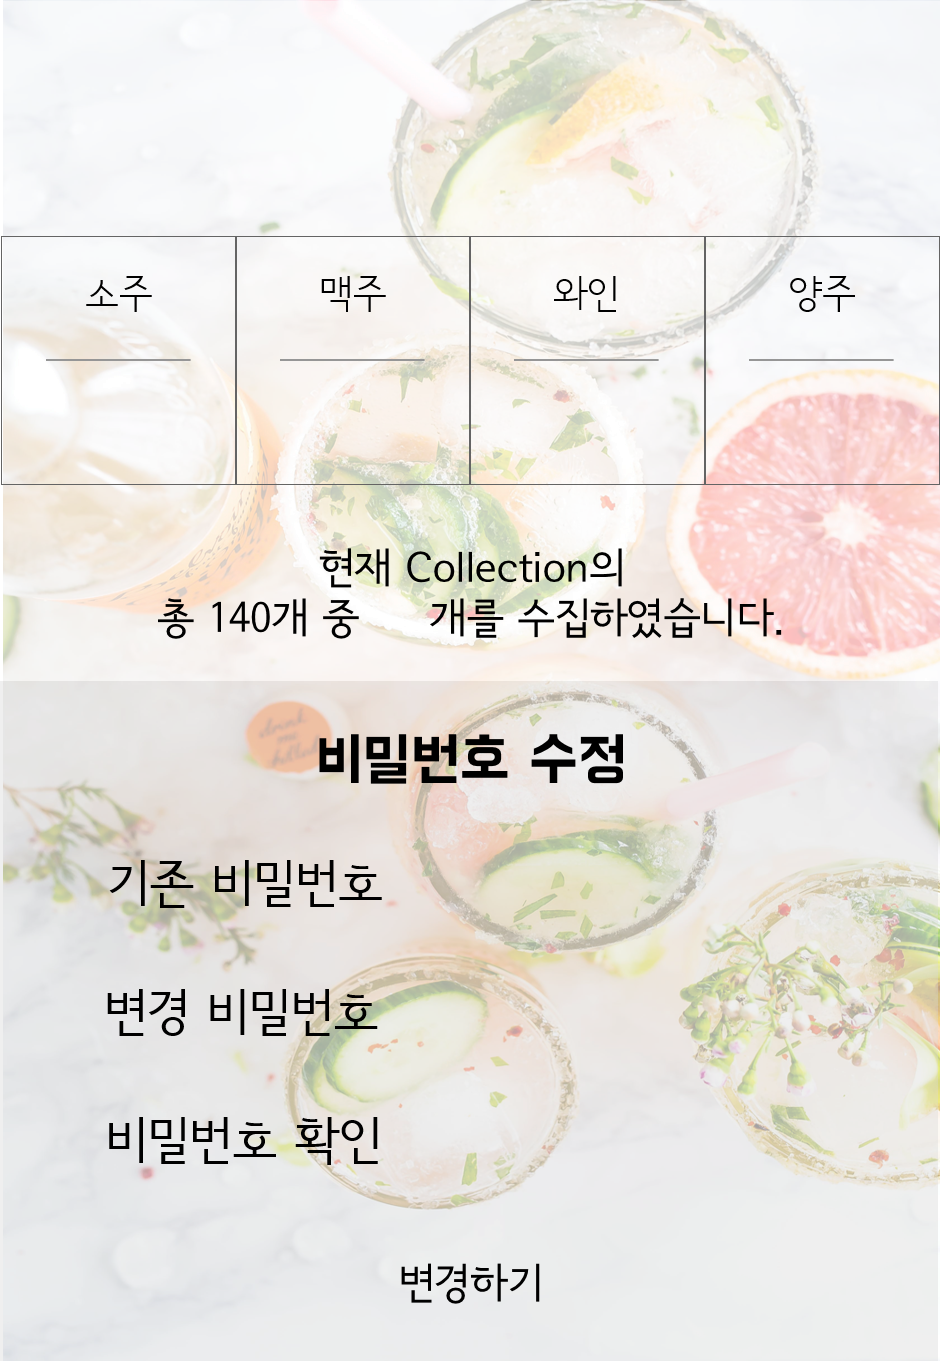 소주 맥주 와인 양주
현재 Collection의
총 140개 중 개를 수집하였습니다.
drink
me
비밀번호 수정
기존 비밀번호
변경 비밀번호
비밀번호 확인
변경하기